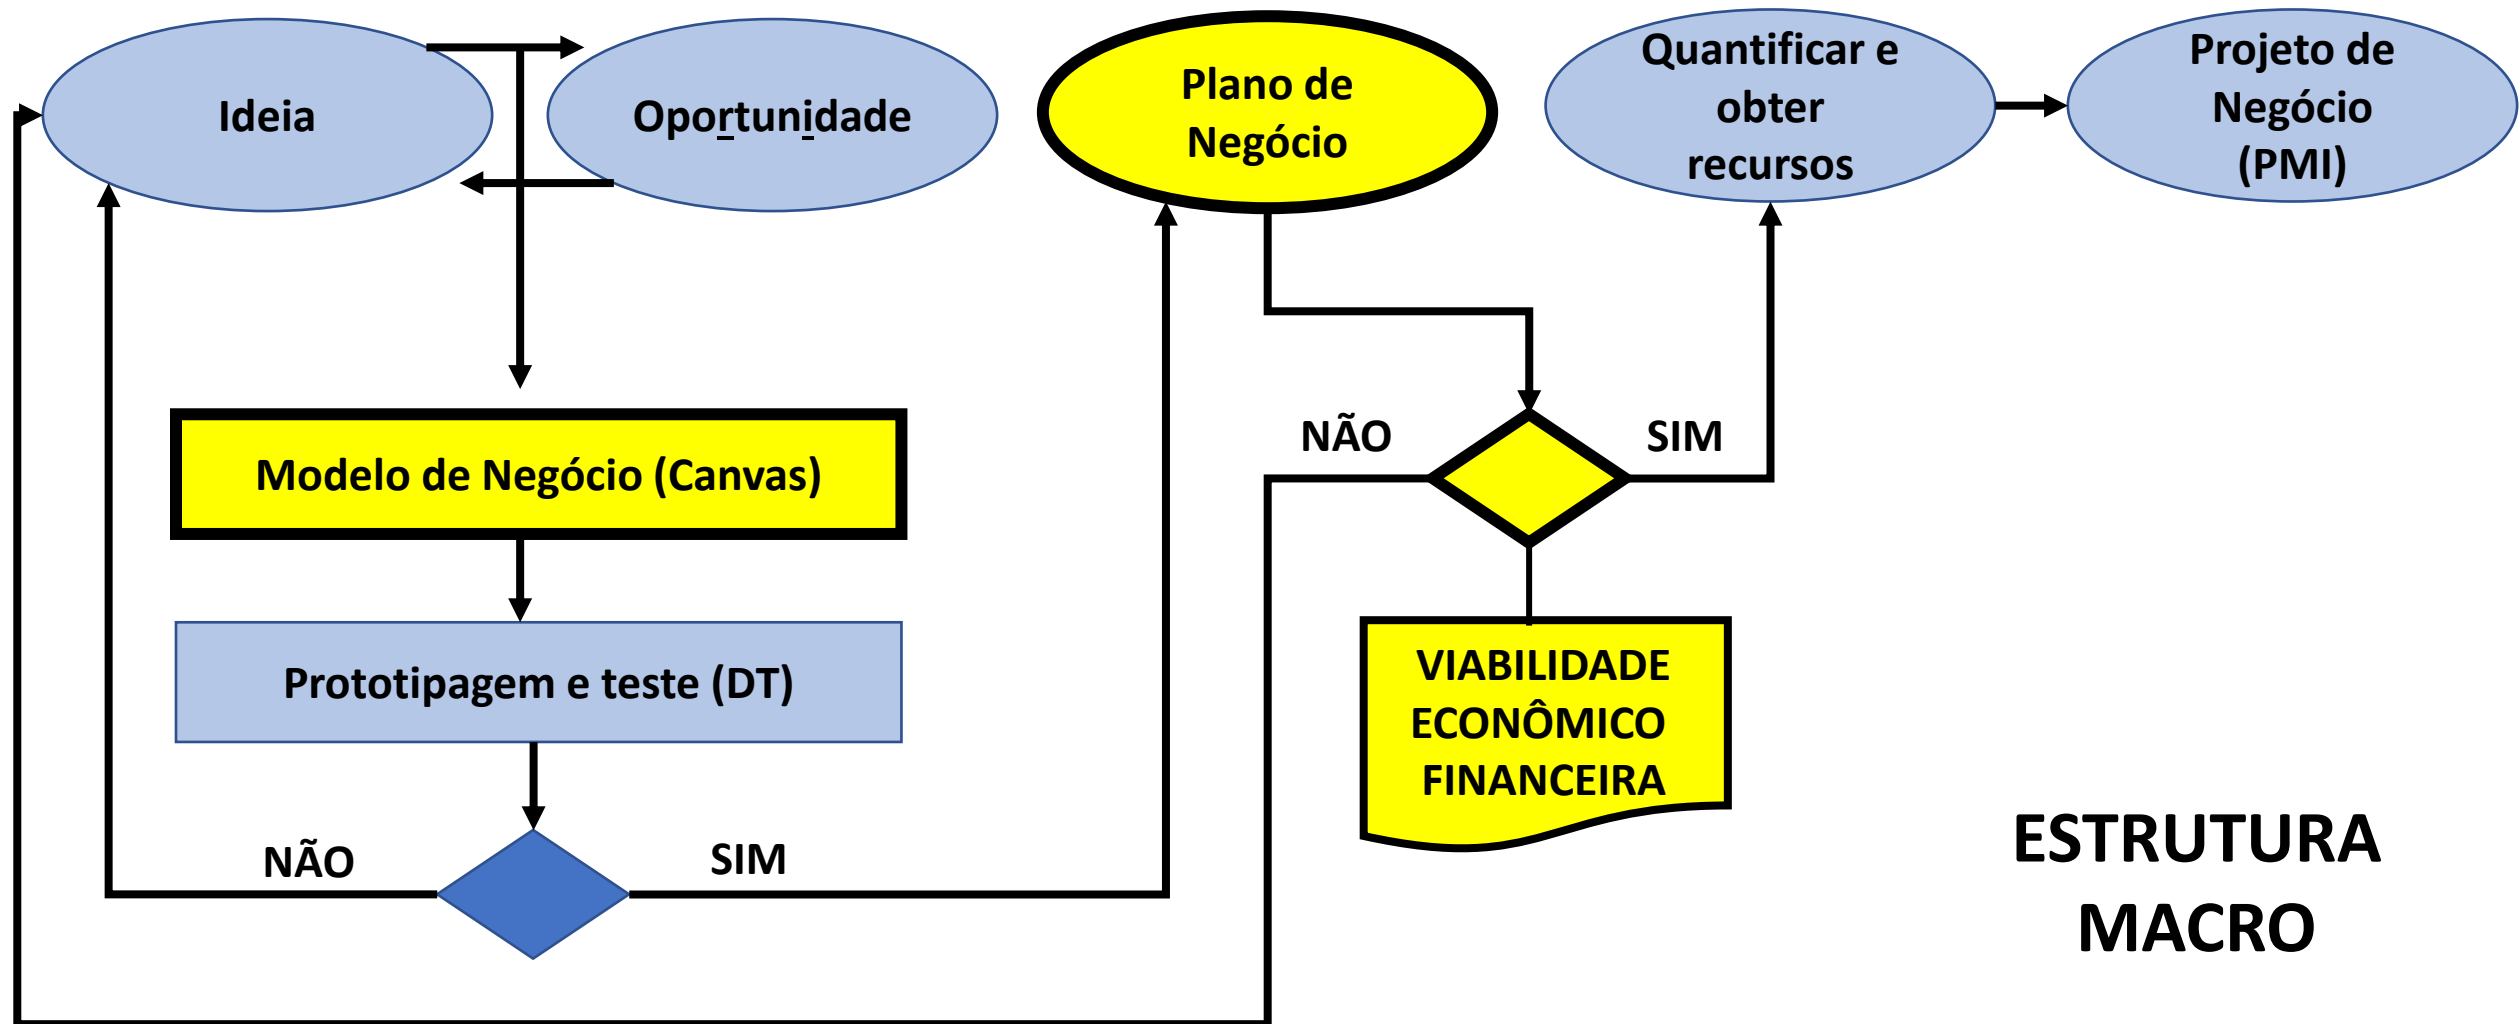 Ideia
Oportunidade
Plano de
Negócio
Quantificar e
obter
recursos
Projeto de
Negócio
(PMI)
Modelo de Negócio (Canvas)
Prototipagem e teste (DT)
NÃO
SIM
NÃO
SIM
VIABILIDADE
ECONÔMICO
FINANCEIRA
ESTRUTURA
MACRO